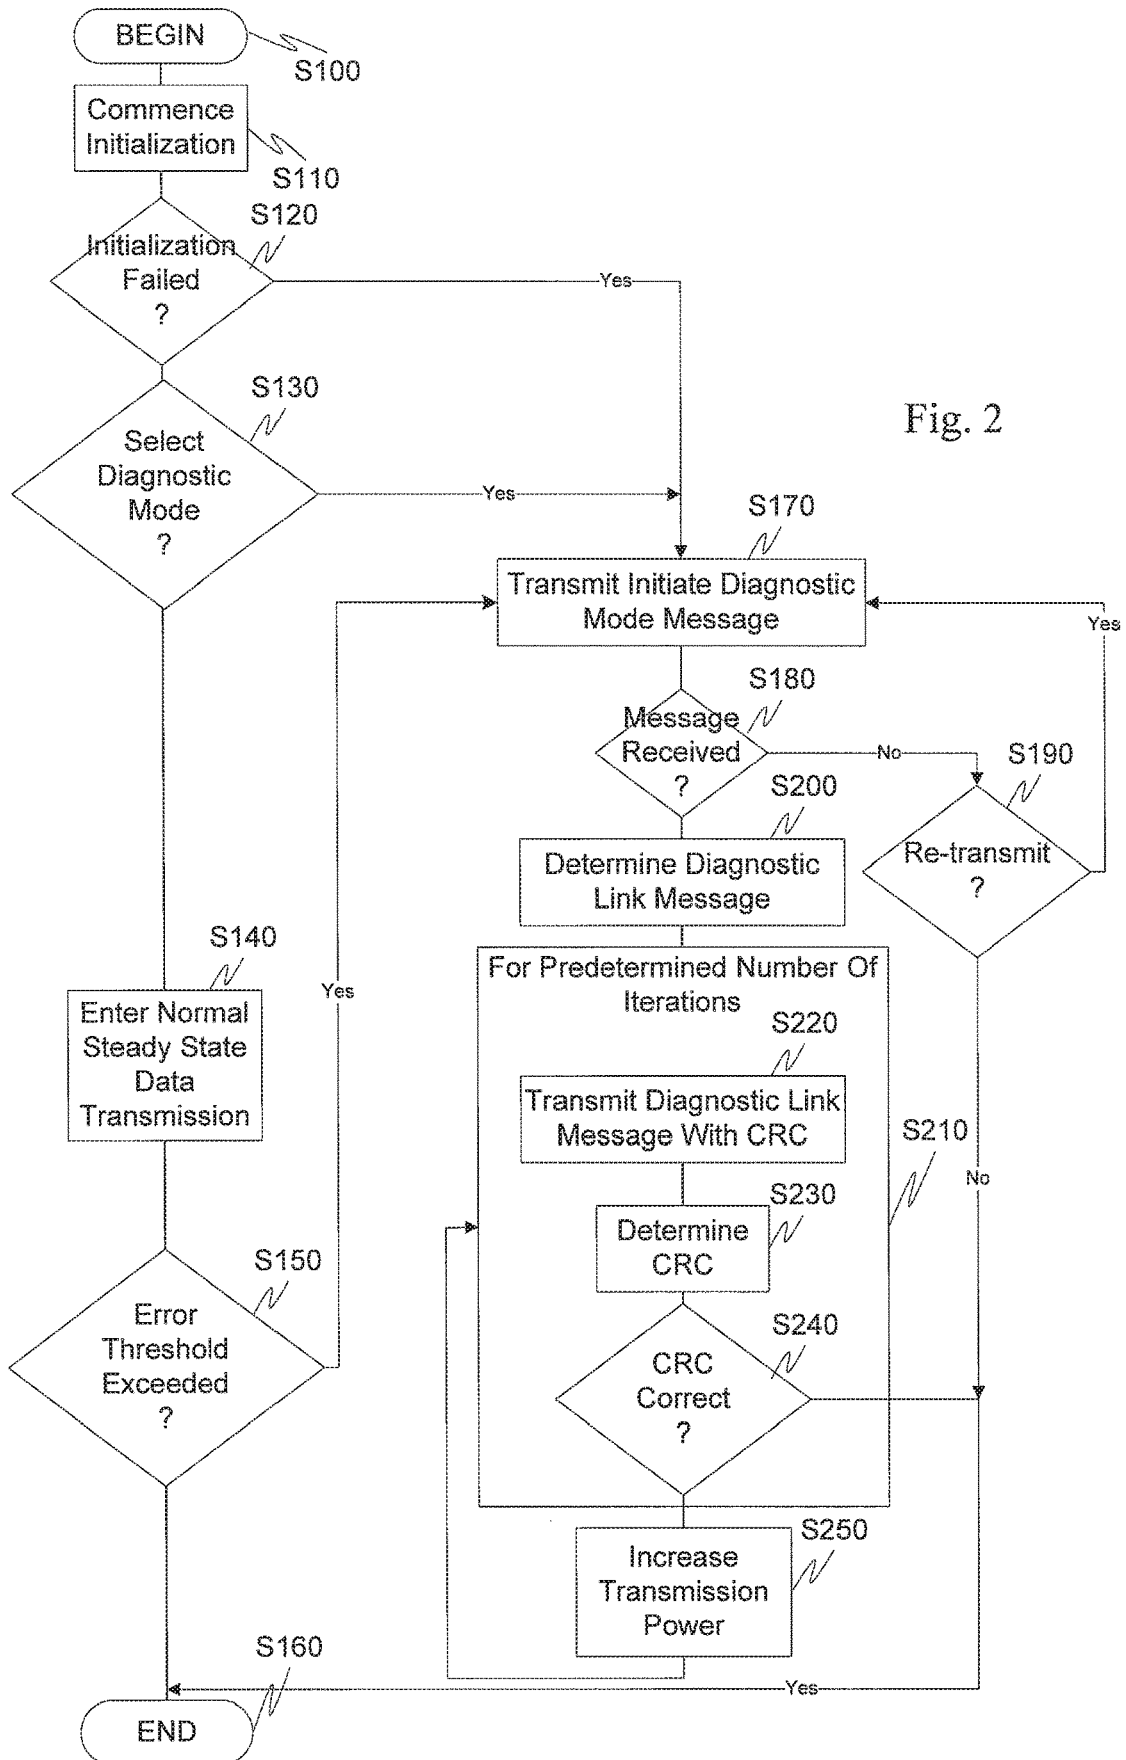 BEGIN
S100
Commence
Initialization
S110
S120
Initialization
Failed
?
Yes
S130
Select
Diagnostic
Mode
?
Yes
Fig. 2
S170
Transmit Initiate Diagnostic
Mode Message
Yes
S180
Message
Received
?
No
S190
Re-transmit
?
S200
Determine Diagnostic
Link Message
S140
Enter Normal
Steady State
Data
Transmission
Yes
For Predetermined Number Of
Iterations
S220
Transmit Diagnostic Link
Message With CRC
S210
No
S230
Determine
CRC
S150
Error
Threshold
Exceeded
?
S240
CRC
Correct
?
S250
Increase
Transmission
Power
Yes
S160
END